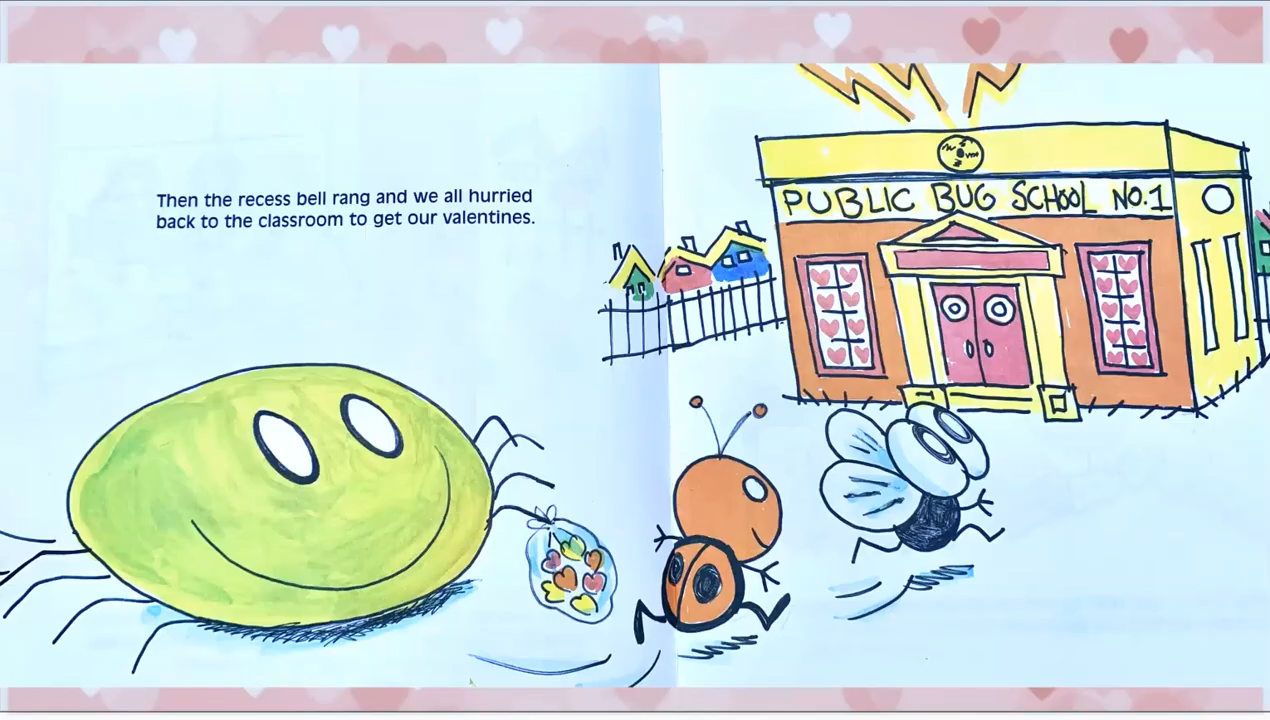 Then the recess bell rang and we all hurried
back to the classroom to get our valentines.
PUBLIC BUG SCHOOL NO.1